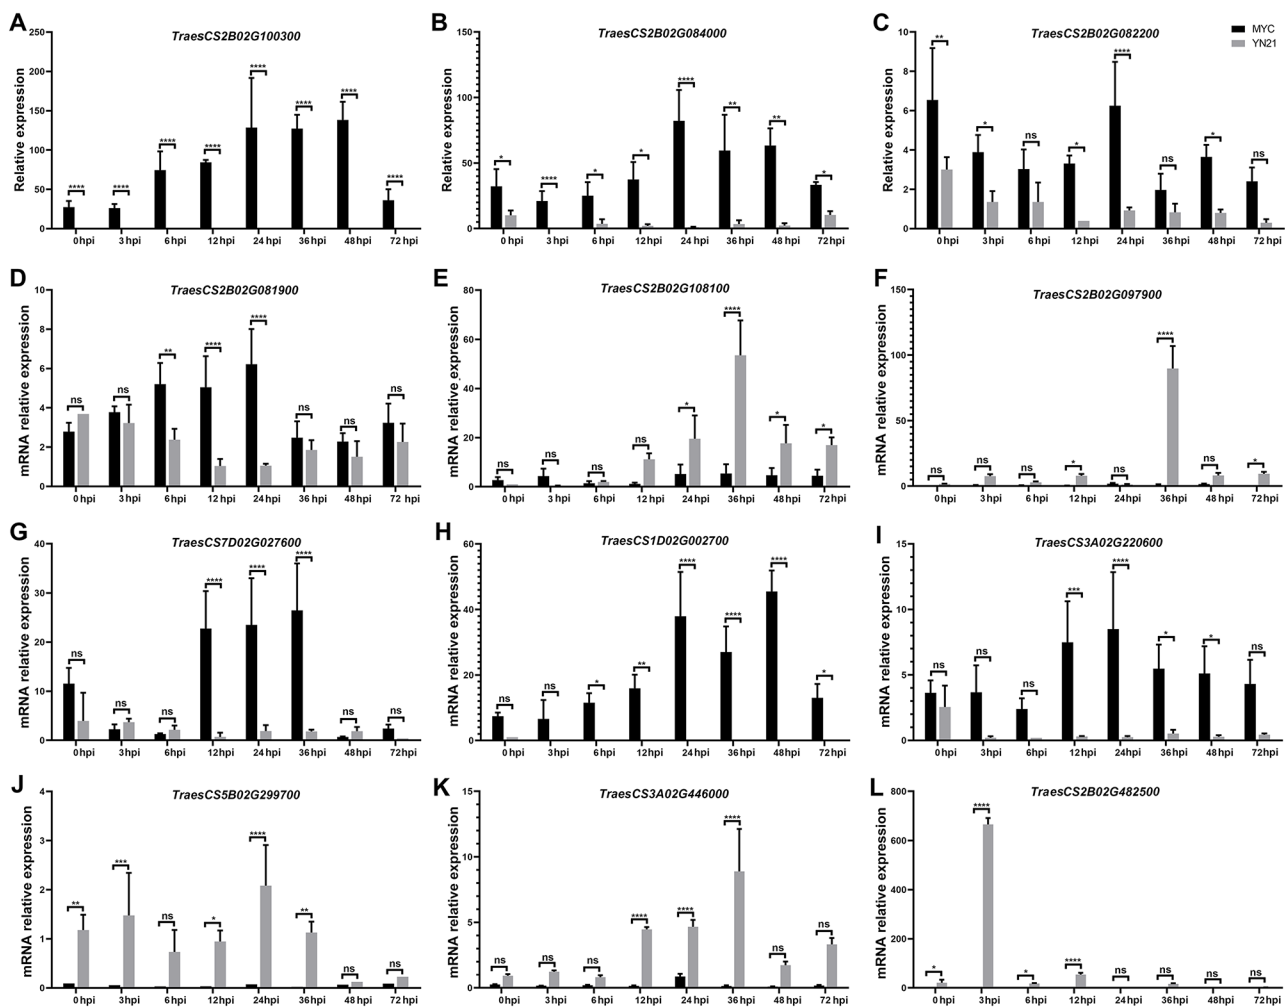 A
TraesCS2B02G100300
Relative expression
250
200
150
100
50
0
**** **** **** **** **** **** **** ****
0 hpi 3 hpi 6 hpi 12 hpi 24 hpi 36 hpi 48 hpi 72 hpi
B
TraesCS2B02G084000
Relative expression
150
100
50
0
* **** * * **** ** ** *
0 hpi 3 hpi 6 hpi 12 hpi 24 hpi 36 hpi 48 hpi 72 hpi
C
TraesCS2B02G082200
MYC
YN21
Relative expression
10
8
6
4
2
0
** * ns * **** ns * ns
0 hpi 3 hpi 6 hpi 12 hpi 24 hpi 36 hpi 48 hpi 72 hpi
D
TraesCS2B02G081900
mRNA relative expression
10
8
6
4
2
0
ns ns ** **** **** ns ns ns
0 hpi 3 hpi 6 hpi 12 hpi 24 hpi 36 hpi 48 hpi 72 hpi
E
TraesCS2B02G108100
mRNA relative expression
80
60
40
20
0
ns ns ns ns * **** * *
0 hpi 3 hpi 6 hpi 12 hpi 24 hpi 36 hpi 48 hpi 72 hpi
F
TraesCS2B02G097900
mRNA relative expression
150
100
50
0
ns ns ns * ns **** ns *
0 hpi 3 hpi 6 hpi 12 hpi 24 hpi 36 hpi 48 hpi 72 hpi
G
TraesCS7D02G027600
mRNA relative expression
40
30
20
10
0
ns ns ns **** **** **** ns ns
0 hpi 3 hpi 6 hpi 12 hpi 24 hpi 36 hpi 48 hpi 72 hpi
H
TraesCS1D02G002700
mRNA relative expression
60
40
20
0
ns ns * ** **** **** **** *
0 hpi 3 hpi 6 hpi 12 hpi 24 hpi 36 hpi 48 hpi 72 hpi
I
TraesCS3A02G220600
mRNA relative expression
15
10
5
0
ns ns ns *** **** * * ns
0 hpi 3 hpi 6 hpi 12 hpi 24 hpi 36 hpi 48 hpi 72 hpi
J
TraesCS5B02G299700
mRNA relative expression
4
3
2
1
0
** *** ns * **** ** ns ns
0 hpi 3 hpi 6 hpi 12 hpi 24 hpi 36 hpi 48 hpi 72 hpi
K
TraesCS3A02G446000
mRNA relative expression
15
10
5
0
ns ns ns **** **** **** ns ns
0 hpi 3 hpi 6 hpi 12 hpi 24 hpi 36 hpi 48 hpi 72 hpi
L
TraesCS2B02G482500
mRNA relative expression
800
600
400
200
0
* **** * **** ns ns ns ns
0 hpi 3 hpi 6 hpi 12 hpi 24 hpi 36 hpi 48 hpi 72 hpi